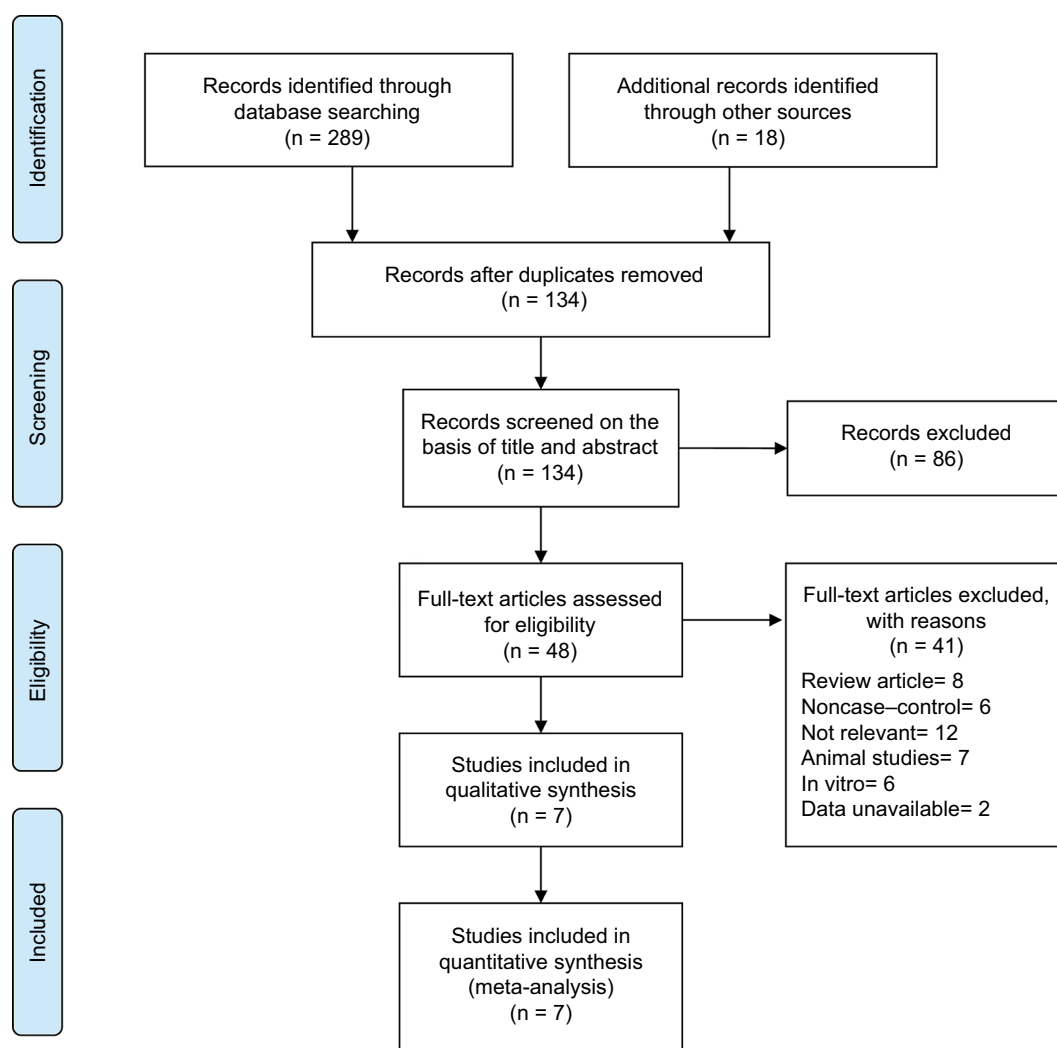 Identification
Records identified through
database searching
(n = 289)
Additional records identified
through other sources
(n = 18)
Records after duplicates removed
(n = 134)
Screening
Records screened on the
basis of title and abstract
(n = 134)
Records excluded
(n = 86)
Eligibility
Full-text articles assessed
for eligibility
(n = 48)
Full-text articles excluded,
with reasons
(n = 41)
Review article= 8
Noncase–control= 6
Not relevant= 12
Animal studies= 7
In vitro= 6
Data unavailable= 2
Studies included in
qualitative synthesis
(n = 7)
Included
Studies included in
quantitative synthesis
(meta-analysis)
(n = 7)